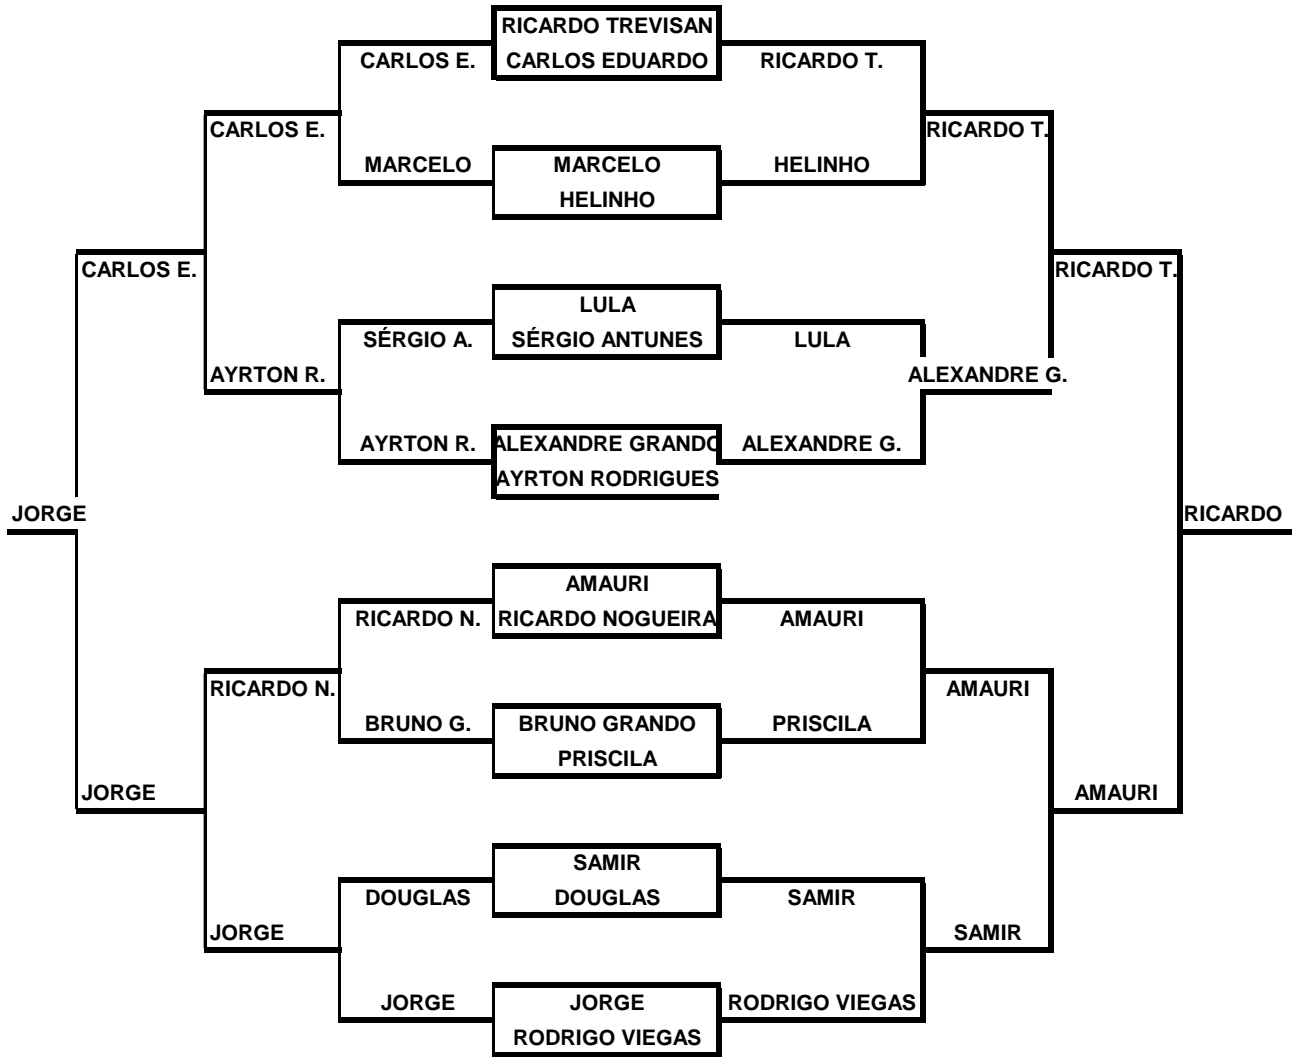 RICARDO TREVISAN
CARLOS E. CARLOS EDUARDO RICARDO T.
CARLOS E. RICARDO T.
MARCELO MARCELO HELINHO
HELINHO
CARLOS E. RICARDO T.
LULA
SÉRGIO A. SÉRGIO ANTUNES LULA
AYRTON R. ALEXANDRE G.
AYRTON R. ALEXANDRE GRANDO ALEXANDRE G.
AYRTON RODRIGUES
JORGE RICARDO
AMAURI
RICARDO N. RICARDO NOGUEIRA AMAURI
RICARDO N. AMAURI
BRUNO G. BRUNO GRANDO PRISCILA
PRISCILA
JORGE AMAURI
SAMIR
DOUGLAS DOUGLAS SAMIR
JORGE SAMIR
JORGE JORGE RODRIGO VIEGAS
RODRIGO VIEGAS